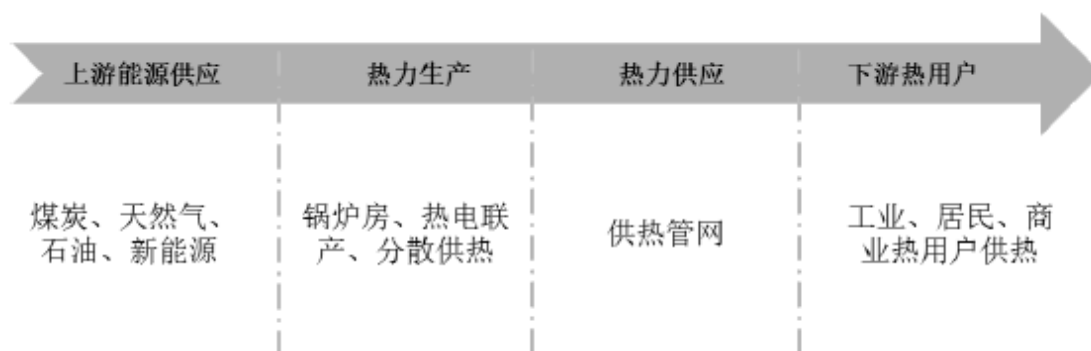 上游能源供应
热力生产
热力供应
下游热用户
煤炭、天然气、
石油、新能源
锅炉房、热电联
产、分散供热
供热管网
工业、居民、商
业热用户供热